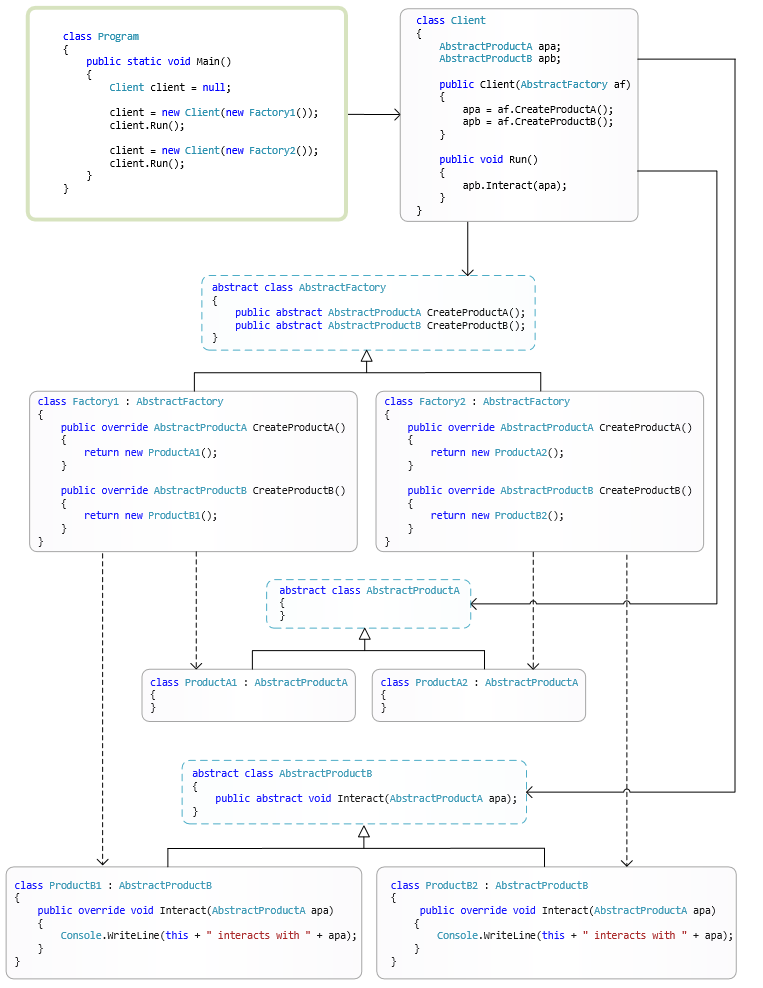 class Program
{
    public static void Main()
    {
        Client client = null;

        client = new Client(new Factory1());
        client.Run();

        client = new Client(new Factory2());
        client.Run();
    }
}
class Client
{
    AbstractProductA apa;
    AbstractProductB apb;

    public Client(AbstractFactory af)
    {
        apa = af.CreateProductA();
        apb = af.CreateProductB();
    }

    public void Run()
    {
        apb.Interact(apa);
    }
}
abstract class AbstractFactory
{
    public abstract AbstractProductA CreateProductA();
    public abstract AbstractProductB CreateProductB();
}
class Factory1 : AbstractFactory
{
    public override AbstractProductA CreateProductA()
    {
        return new ProductA1();
    }

    public override AbstractProductB CreateProductB()
    {
        return new ProductB1();
    }
}
class Factory2 : AbstractFactory
{
    public override AbstractProductA CreateProductA()
    {
        return new ProductA2();
    }

    public override AbstractProductB CreateProductB()
    {
        return new ProductB2();
    }
}
abstract class AbstractProductA
{
}
class ProductA1 : AbstractProductA
{
}
class ProductA2 : AbstractProductA
{
}
abstract class AbstractProductB
{
    public abstract void Interact(AbstractProductA apa);
}
class ProductB1 : AbstractProductB
{
    public override void Interact(AbstractProductA apa)
    {
        Console.WriteLine(this + " interacts with " + apa);
    }
}
class ProductB2 : AbstractProductB
{
    public override void Interact(AbstractProductA apa)
    {
        Console.WriteLine(this + " interacts with " + apa);
    }
}